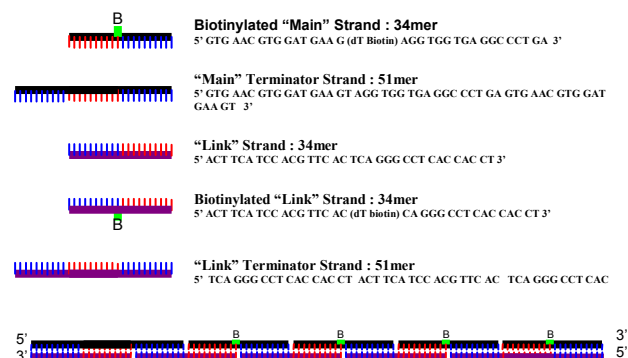 B
Biotinylated “Main” Strand : 34mer
5’ GTG AAC GTG GAT GAA G (dT Biotin) AGG TGG TGA GGC CCT GA 3’
“Main” Terminator Strand : 51mer
5’ GTG AAC GTG GAT GAA GT AGG TGG TGA GGC CCT GA GTG AAC GTG GAT
GAA GT 3’
“Link” Strand : 34mer
5’ ACT TCA TCC ACG TTC AC TCA GGG CCT CAC CAC CT 3’
Biotinylated “Link” Strand : 34mer
5’ ACT TCA TCC ACG TTC AC (dT biotin) CA GGG CCT CAC CAC CT 3’
B
“Link” Terminator Strand : 51mer
5’ TCA GGG CCT CAC CAC CT ACT TCA TCC ACG TTC AC TCA GGG CCT CAC
5’ B B B B 3’
3’ 5’